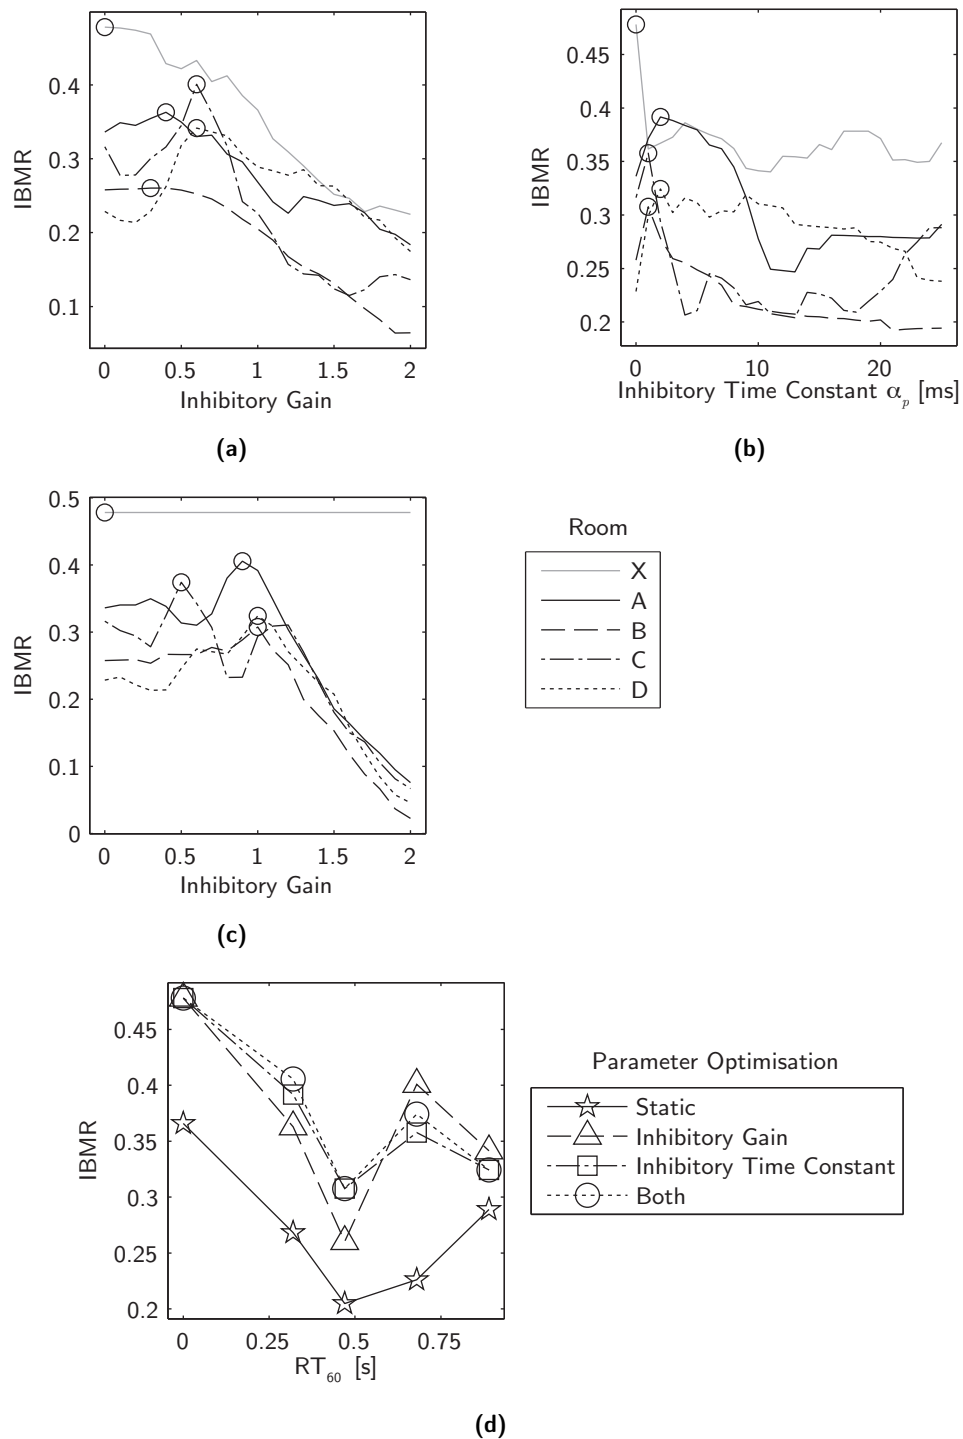 0.4
0.3
0.2
0.1
IBMR
0 0.5 1 1.5 2
Inhibitory Gain
(a)
0.45
0.4
0.35
0.3
0.25
0.2
IBMR
0 10 20
Inhibitory Time Constant αp [ms]
(b)
0.5
0.4
0.3
0.2
0.1
0
IBMR
0 0.5 1 1.5 2
Inhibitory Gain
(c)
Room
X
A
B
C
D
0.45
0.4
0.35
0.3
0.25
0.2
IBMR
0 0.25 0.5 0.75
RT60 [s]
(d)
Parameter Optimisation
Static
Inhibitory Gain
Inhibitory Time Constant
Both